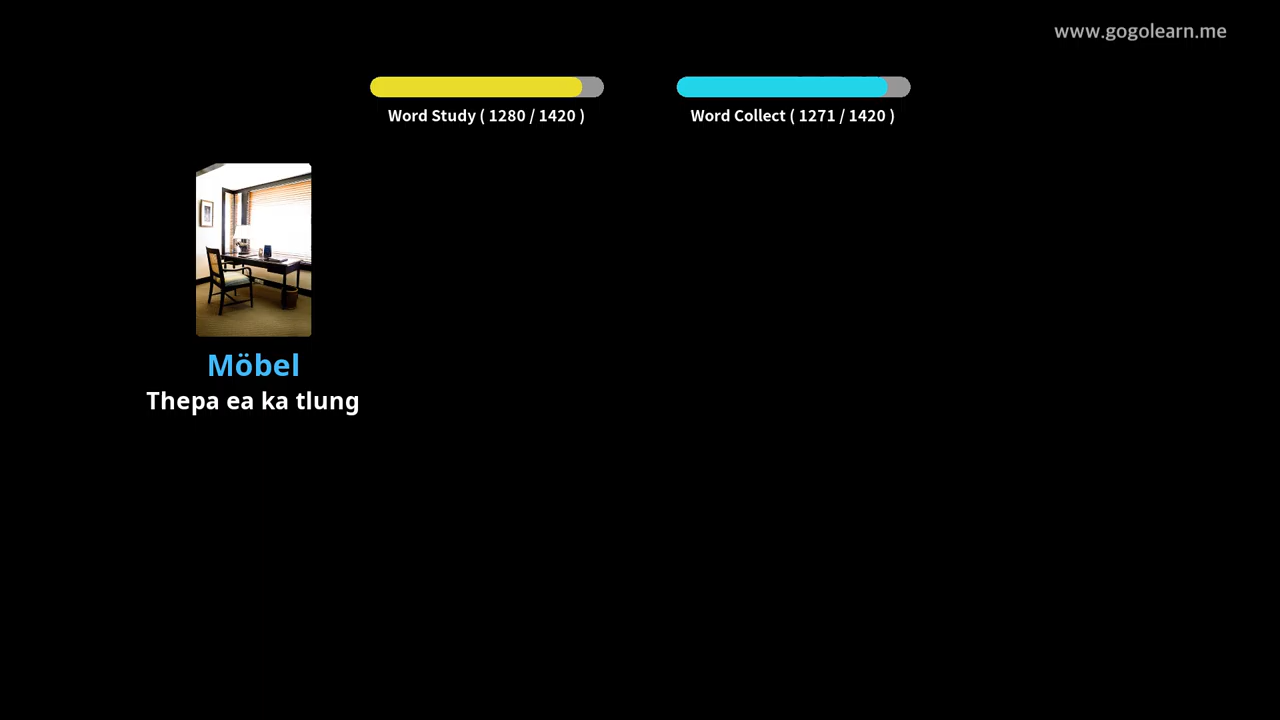 www.gogolearn.me
Word Study ( 1280 / 1420 )
Word Collect ( 1271 / 1420 )
Möbel
Thepa ea ka tlung